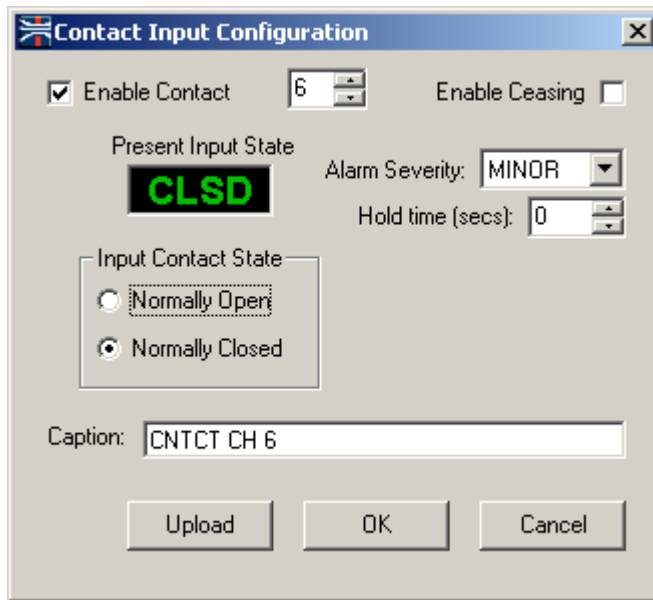 Contact Input Configuration
Enable Contact 6 Enable Ceasing
Present Input State
CLSD
Alarm Severity: MINOR
Hold time (secs): 0
Input Contact State
Normally Open
Normally Closed
Caption: CNTCT CH 6
Upload OK Cancel